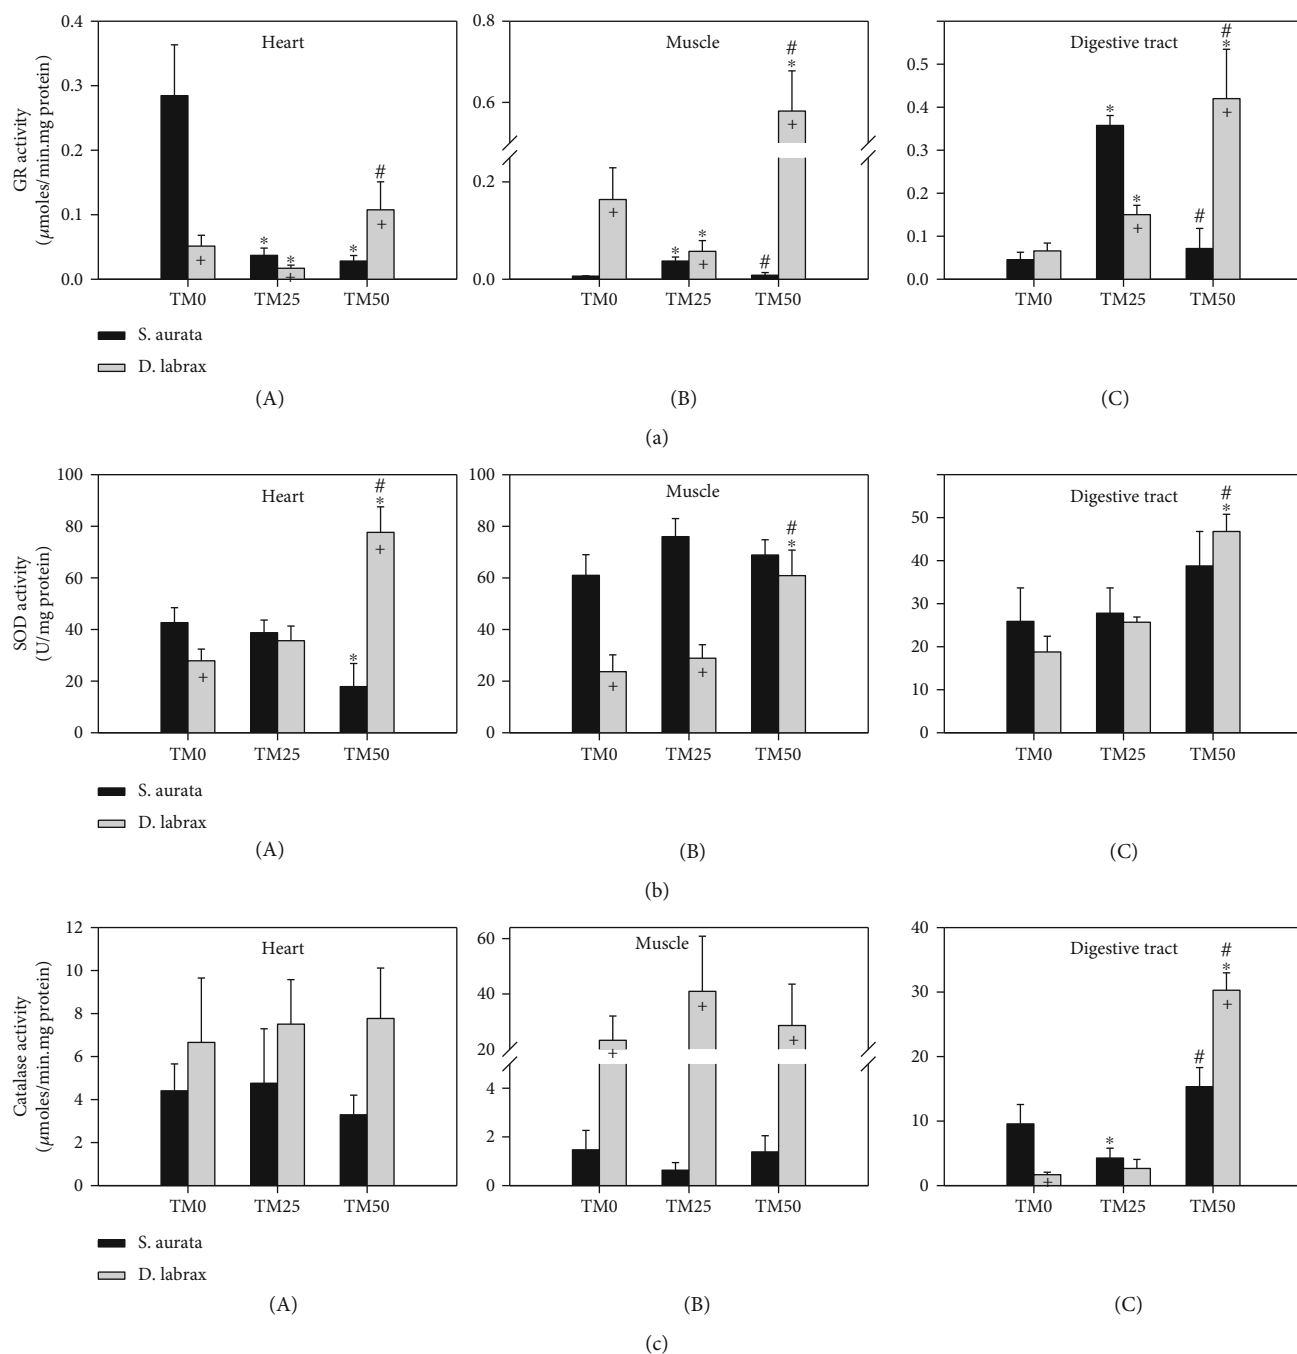 GR activity
(μmoles/min.mg protein)
0.4
0.3
0.2
0.1
0.0
Heart
* * * #
+ + +
TM0 TM25 TM50
S. aurata
D. labrax
(A)
0.8
0.6
0.2
0.0
Muscle
#
*
* * #
+ + +
TM0 TM25 TM50
(B)
0.5
0.4
0.3
0.2
0.1
0.0
Digestive tract
#
*
* * #
+ +
TM0 TM25 TM50
(C)
(a)
SOD activity
(U/mg protein)
100
80
60
40
20
0
Heart
#
*
*
+ +
TM0 TM25 TM50
S. aurata
D. labrax
(A)
100
80
60
40
20
0
Muscle
#
*
+ +
TM0 TM25 TM50
(B)
50
40
30
20
10
0
Digestive tract
#
*
TM0 TM25 TM50
(C)
(b)
Catalase activity
(μmoles/min.mg protein)
12
10
8
6
4
2
0
Heart
TM0 TM25 TM50
S. aurata
D. labrax
(A)
60
40
20
4
2
0
Muscle
+ + +
TM0 TM25 TM50
(B)
40
30
20
10
0
Digestive tract
#
*
* #
+ +
TM0 TM25 TM50
(C)
(c)